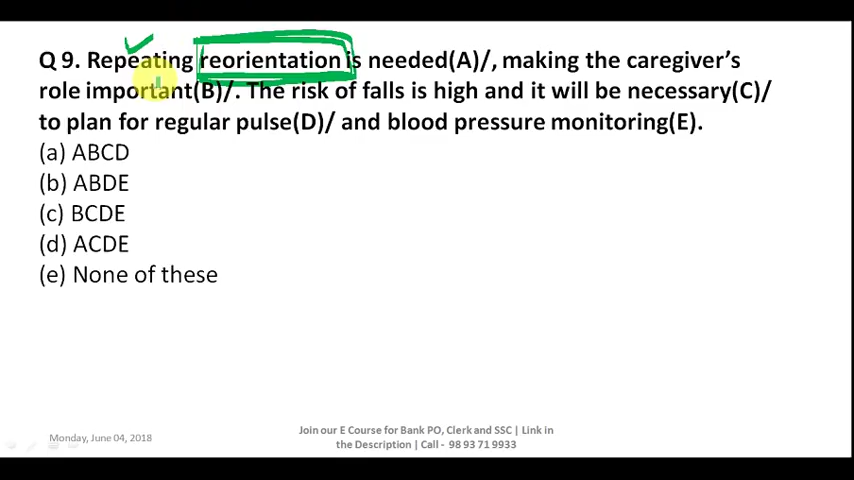 Q 9. Repeating reorientation is needed(A)/, making the caregiver's
role important(B)/. The risk of falls is high and it will be necessary(C)/
to plan for regular pulse(D)/ and blood pressure monitoring(E).
(a) ABCD
(b) ABDE
(c) BCDE
(d) ACDE
(e) None of these
Monday, June 04, 2018
Join our E Course for Bank PO, Clerk and SSC | Link in
the Description | Call - 98 93 71 9933